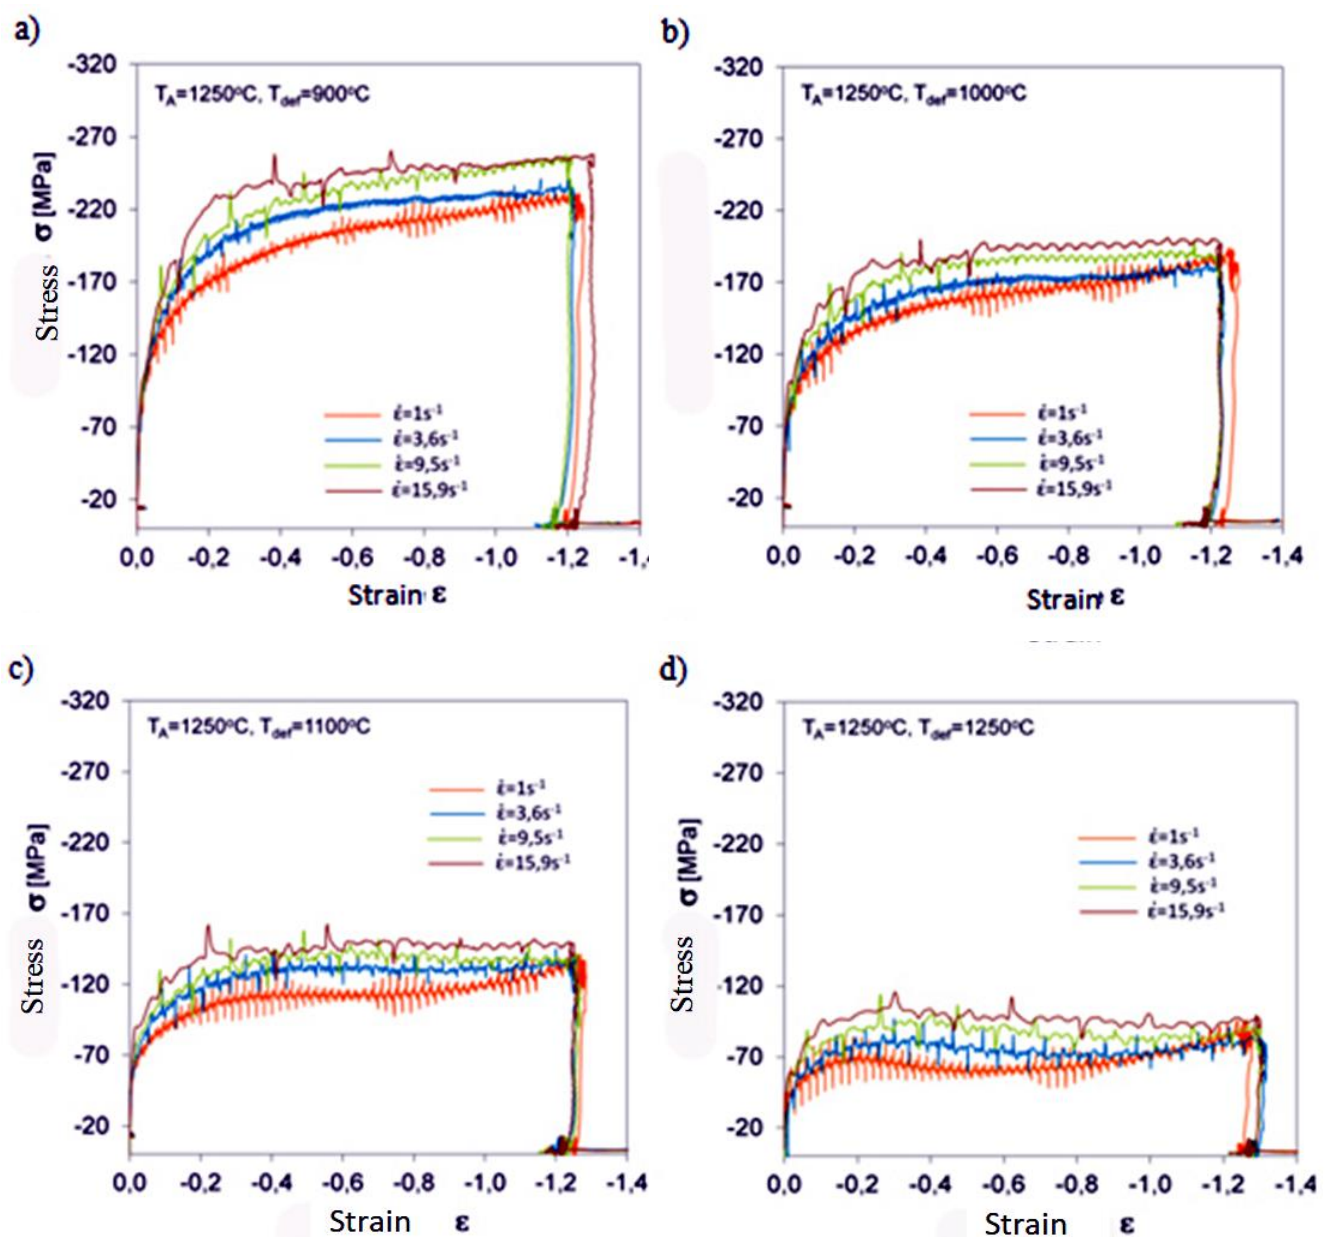 a)
-320
-270
-220
-170
-120
-70
-20
Stress σ [MPa]
T_A=1250°C, T_def=900°C
ε̇=1s⁻¹
ε̇=3,6s⁻¹
ε̇=9,5s⁻¹
ε̇=15,9s⁻¹
0,0 -0,2 -0,4 -0,6 -0,8 -1,0 -1,2 -1,4
Strain ε
b)
-320
-270
-220
-170
-120
-70
-20
T_A=1250°C, T_def=1000°C
ε̇=1s⁻¹
ε̇=3,6s⁻¹
ε̇=9,5s⁻¹
ε̇=15,9s⁻¹
0,0 -0,2 -0,4 -0,6 -0,8 -1,0 -1,2 -1,4
Strain ε
c)
-320
-270
-220
-170
-120
-70
-20
Stress σ [MPa]
T_A=1250°C, T_def=1100°C
ε̇=1s⁻¹
ε̇=3,6s⁻¹
ε̇=9,5s⁻¹
ε̇=15,9s⁻¹
0,0 -0,2 -0,4 -0,6 -0,8 -1,0 -1,2 -1,4
Strain ε
d)
-320
-270
-220
-170
-120
-70
-20
Stress σ [MPa]
T_A=1250°C, T_def=1250°C
ε̇=1s⁻¹
ε̇=3,6s⁻¹
ε̇=9,5s⁻¹
ε̇=15,9s⁻¹
0,0 -0,2 -0,4 -0,6 -0,8 -1,0 -1,2 -1,4
Strain ε